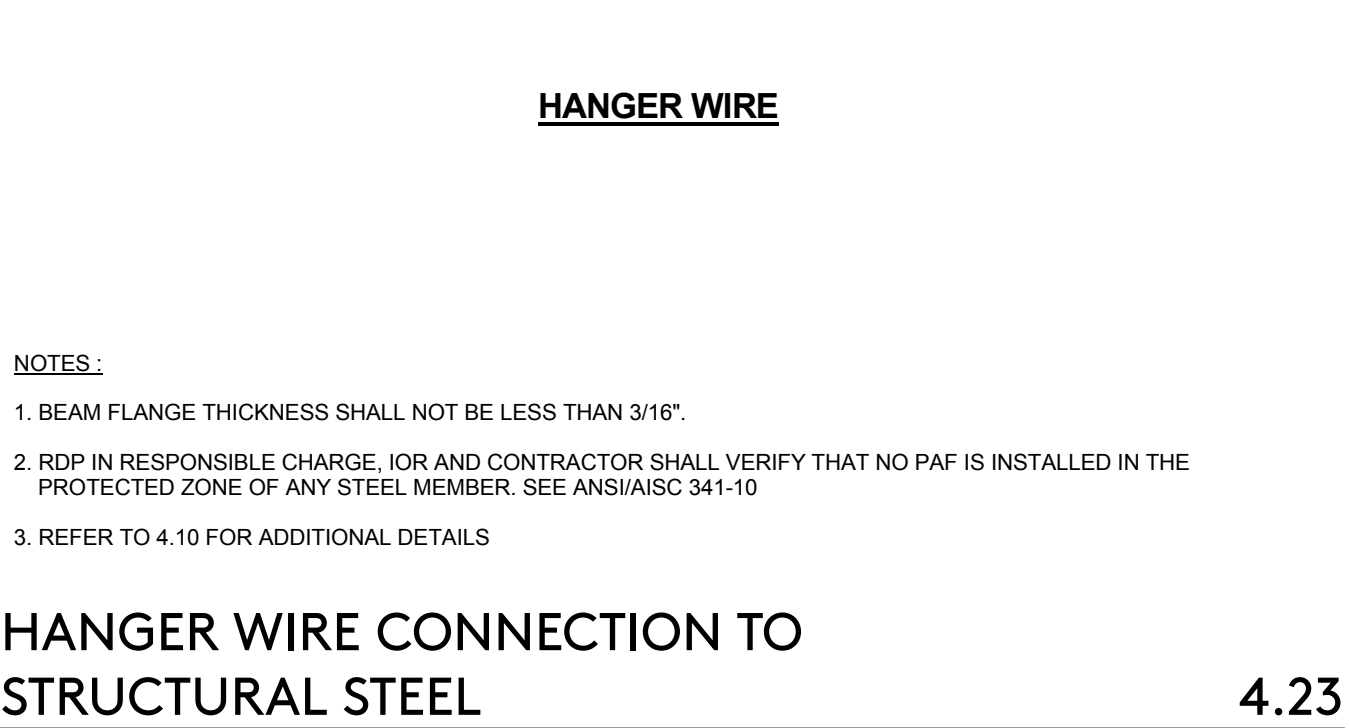 HANGER WIRE
NOTES :
1. BEAM FLANGE THICKNESS SHALL NOT BE LESS THAN 3/16".
2. RDP IN RESPONSIBLE CHARGE, IOR AND CONTRACTOR SHALL VERIFY THAT NO PAF IS INSTALLED IN THE
PROTECTED ZONE OF ANY STEEL MEMBER. SEE ANSI/AISC 341-10
3. REFER TO 4.10 FOR ADDITIONAL DETAILS
HANGER WIRE CONNECTION TO
STRUCTURAL STEEL 4.23